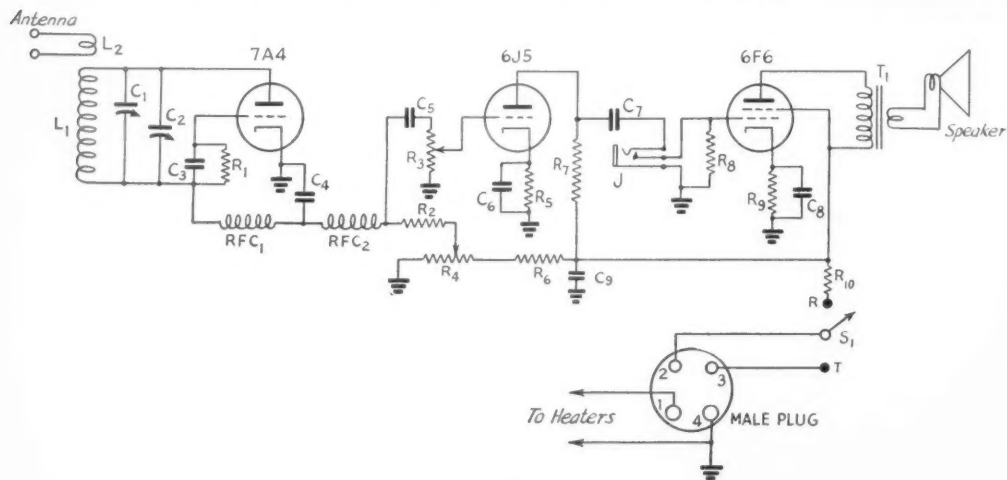 Antenna
L2
7A4
6J5
6F6
T1
C1
C2
L1
C3
R1
C4
C5
R3
C6
R5
R7
C7
J
R8
R9
C8
Speaker
RFC1
RFC2
R2
R4
R6
C9
R10
R
S1
T
2
3
1
4
To Heaters
MALE PLUG